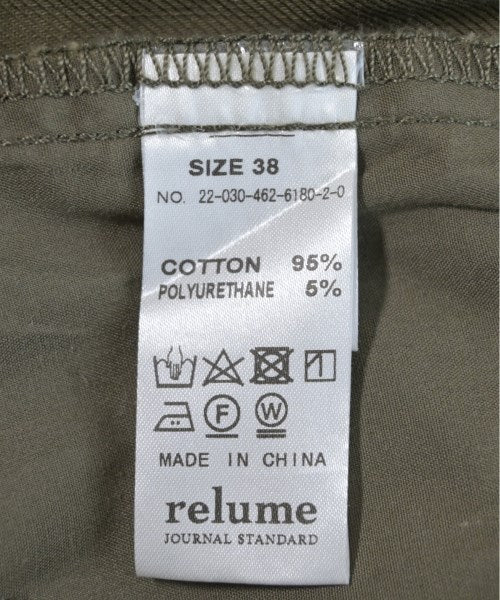 SIZE 38
NO. 22-030-462-6180-2-0
COTTON 95%
POLYURETHANE 5%
F W
MADE IN CHINA
relume
JOURNAL STANDARD